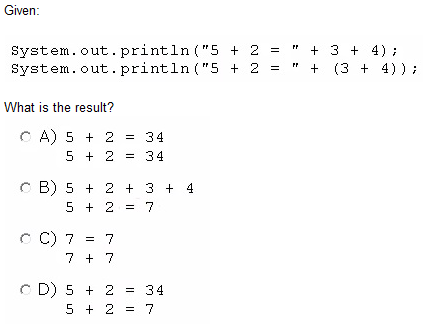 Given:
System.out.println("5 + 2 = " + 3 + 4);
System.out.println("5 + 2 = " + (3 + 4));
What is the result?
A) 5 + 2 = 34
5 + 2 = 34
B) 5 + 2 + 3 + 4
5 + 2 = 7
C) 7 = 7
7 + 7
D) 5 + 2 = 34
5 + 2 = 7